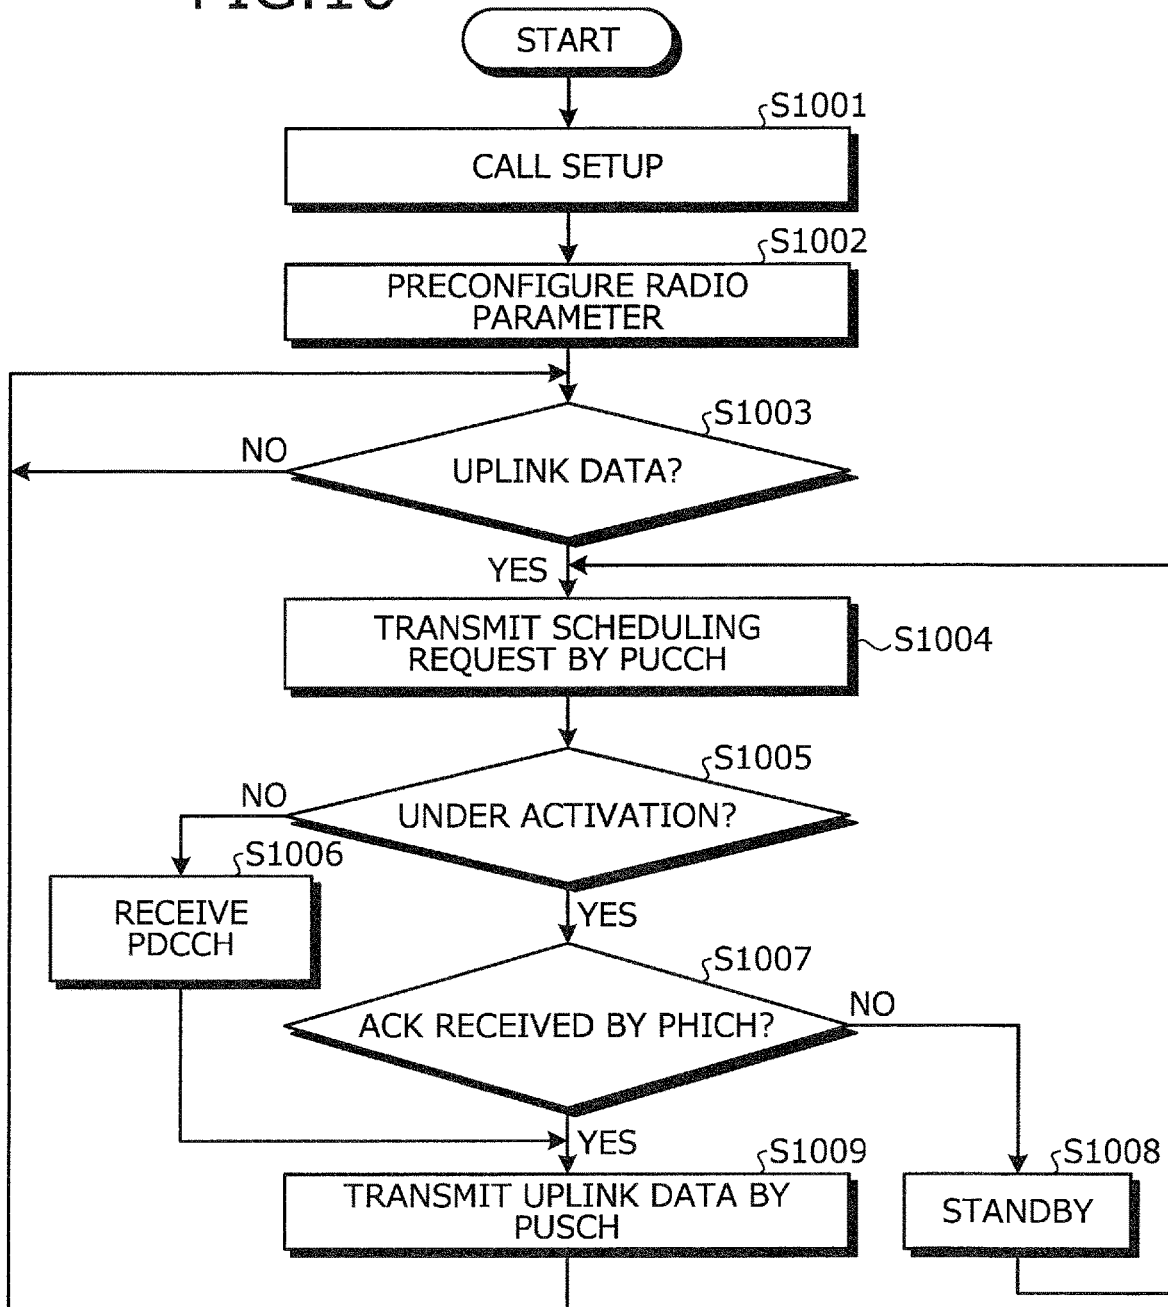 START
S1001
CALL SETUP
S1002
PRECONFIGURE RADIO
PARAMETER
S1003
NO
UPLINK DATA?
YES
TRANSMIT SCHEDULING
REQUEST BY PUCCH
S1004
S1005
NO
UNDER ACTIVATION?
S1006
YES
RECEIVE
PDCCH
S1007
NO
ACK RECEIVED BY PHICH?
YES
S1009
S1008
TRANSMIT UPLINK DATA BY
PUSCH
STANDBY